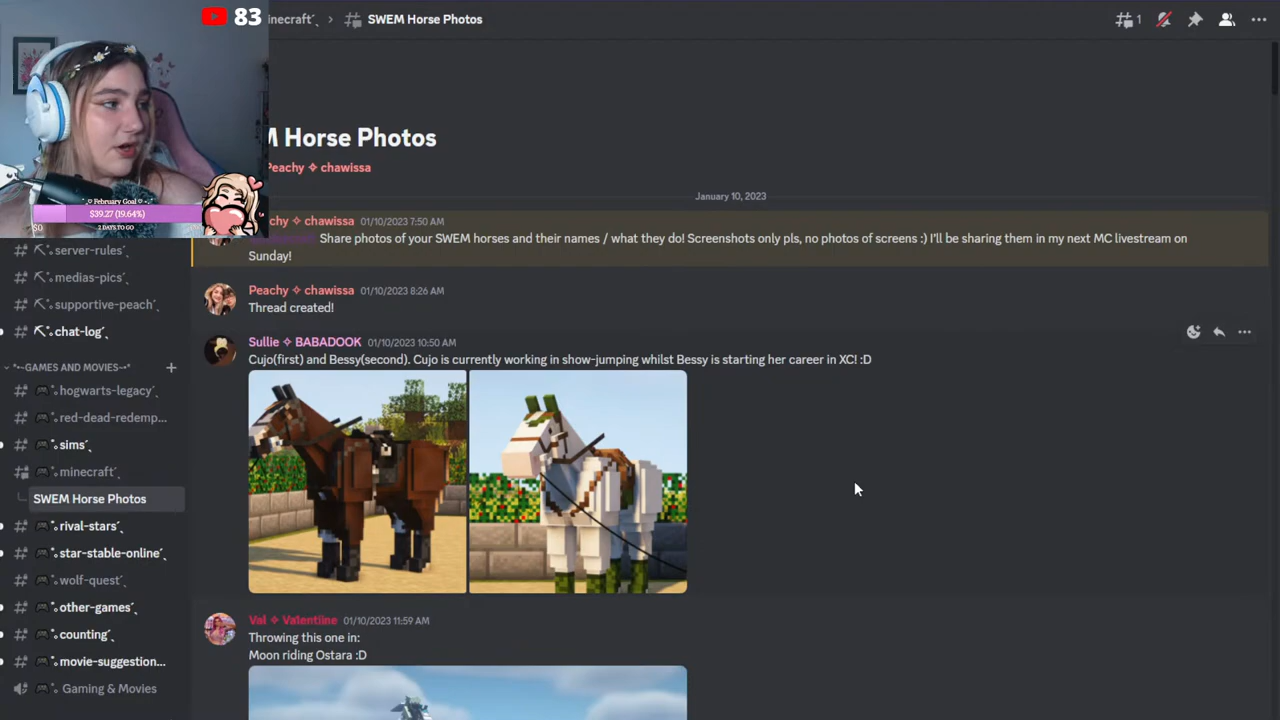 83
inecraft´,
SWEM Horse Photos
1
M Horse Photos
Peachy ✧ chawissa
January 10, 2023
chy ✧ chawissa 01/10/2023 7:50 AM
Share photos of your SWEM horses and their names / what they do! Screenshots only pls, no photos of screens :) I'll be sharing them in my next MC livestream on
Sunday!
Peachy ✧ chawissa 01/10/2023 8:26 AM
Thread created!
Sullie ✧ BABADOOK 01/10/2023 10:50 AM
Cujo(first) and Bessy(second). Cujo is currently working in show-jumping whilst Bessy is starting her career in XC! :D
Val ✧ Valentiine 01/10/2023 11:59 AM
Throwing this one in:
Moon riding Ostara :D
February Goal
$39.27 (19.64%)
$0
2 DAYS TO GO
server-rules´,
medias-pics´,
supportive-peach´,
chat-log´,
GAMES AND MOVIES
hogwarts-legacy´,
red-dead-redemp...
sims´,
minecraft´,
SWEM Horse Photos
rival-stars´,
star-stable-online´,
wolf-quest´,
other-games´,
counting´,
movie-suggestion...
Gaming & Movies